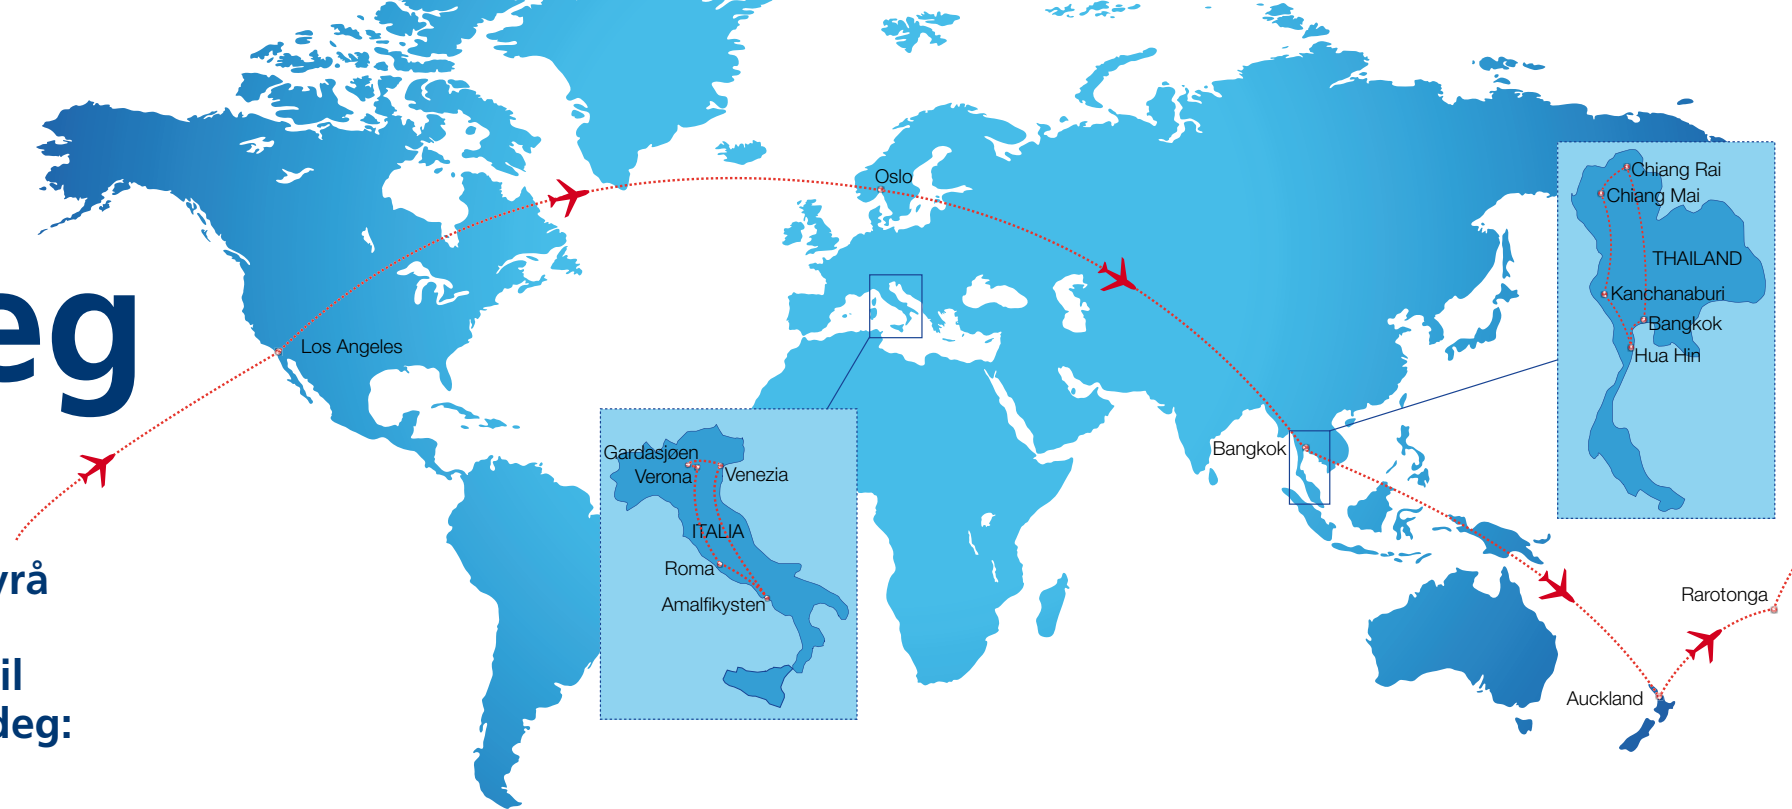 eg
yrå
il
deg:
Los Angeles
Oslo
Bangkok
Auckland
Rarotonga
Gardasjøen
Verona
Venezia
ITALIA
Roma
Amalfikysten
Chiang Rai
Chiang Mai
THAILAND
Kanchanaburi
Bangkok
Hua Hin